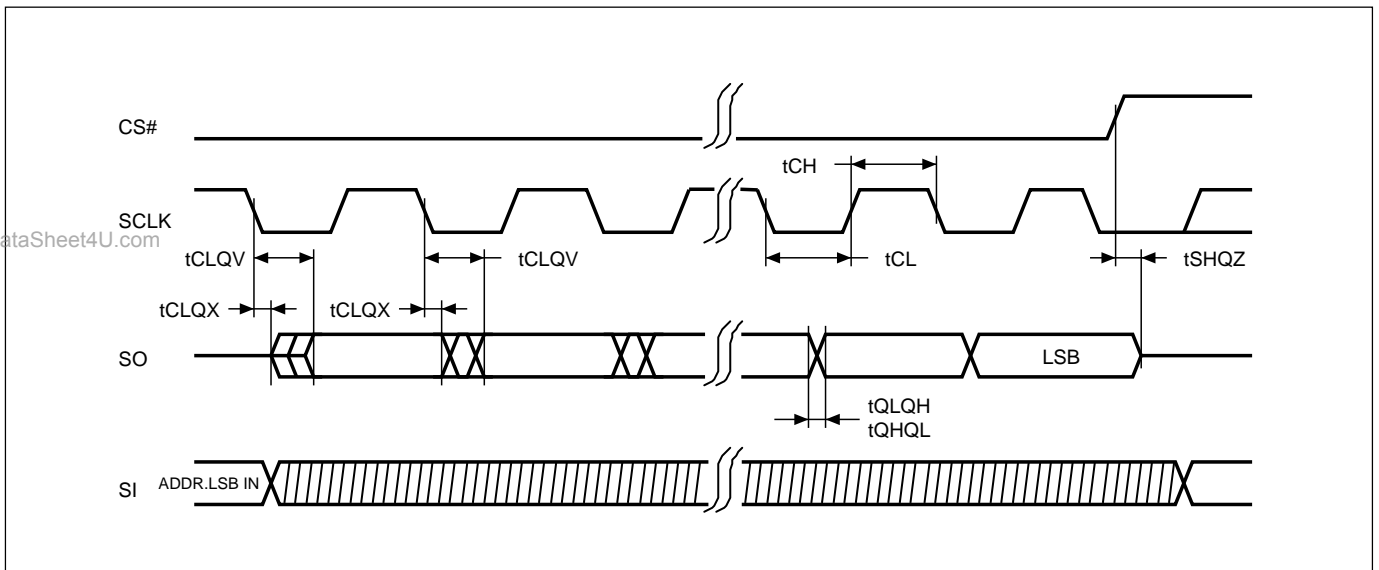 CS#
tCH
SCLK
ataSheet4U.com
tCLQV
tCLQV
tCL
tSHQZ
tCLQX
tCLQX
SO
LSB
tQLQH
tQHQL
SI
ADDR.LSB IN